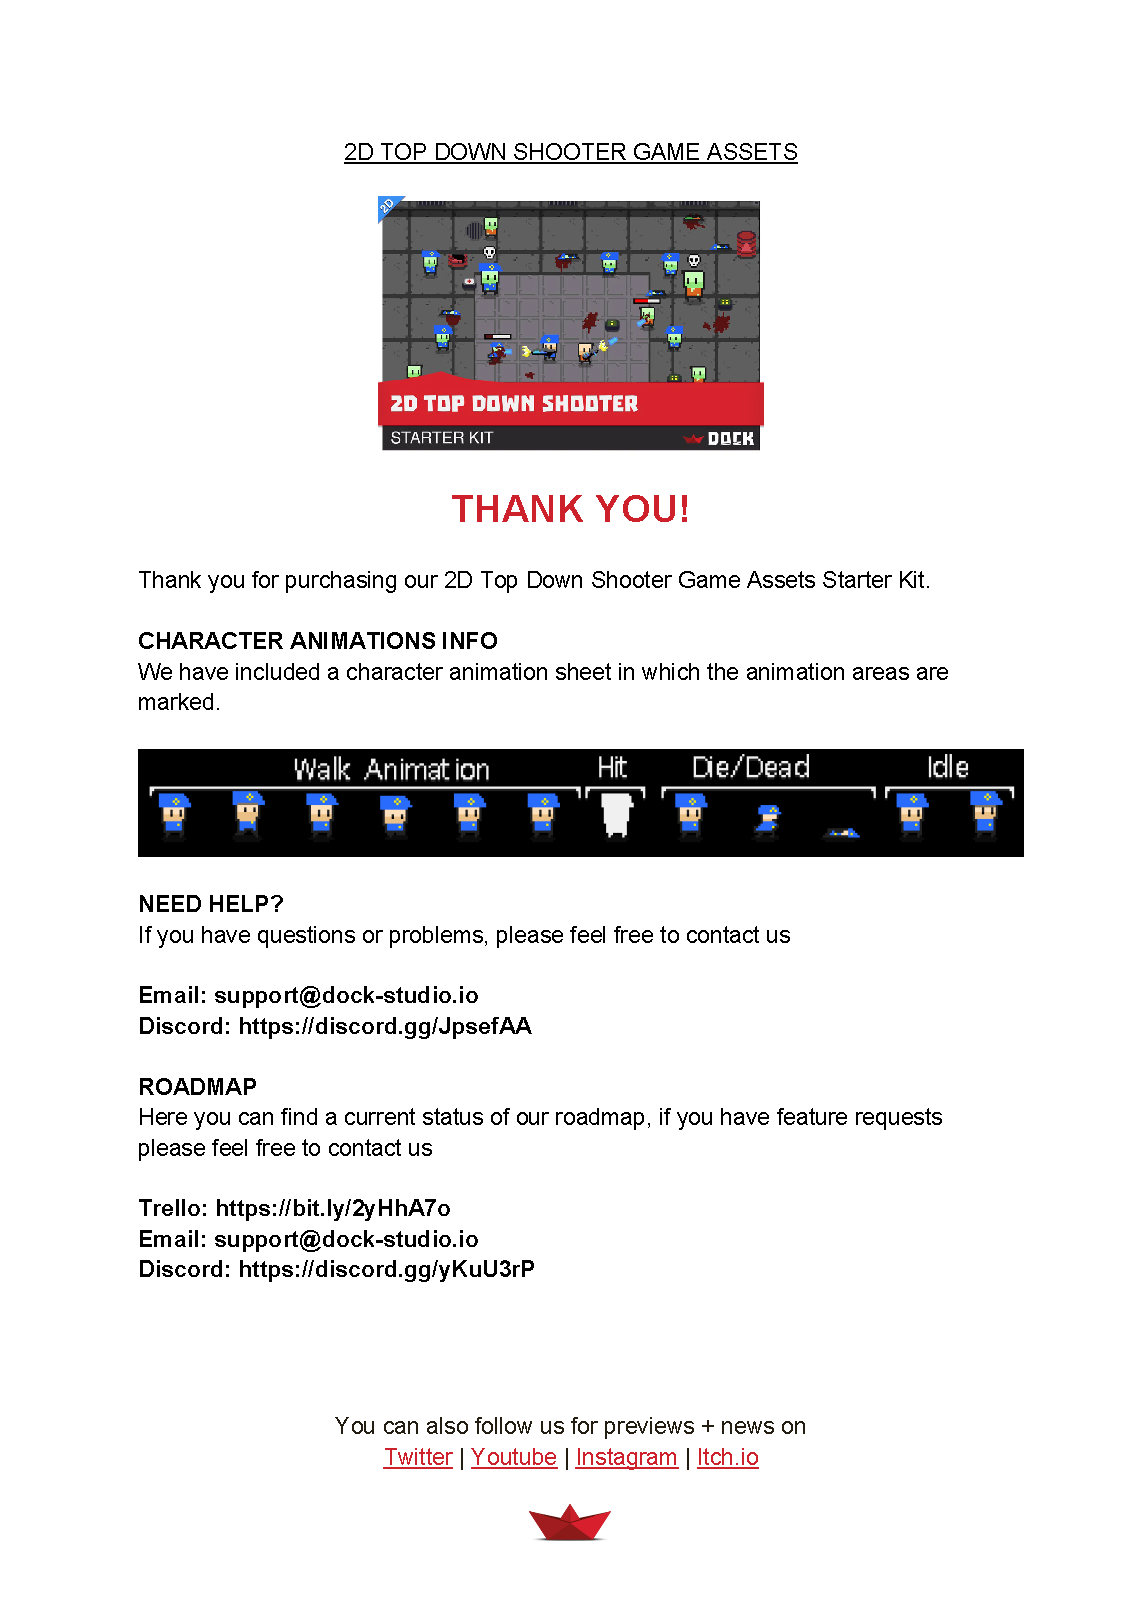 2D TOP DOWN SHOOTER GAME ASSETS
2D
2D TOP DOWN SHOOTER
STARTER KIT
DOCK
THANK YOU!
Thank you for purchasing our 2D Top Down Shooter Game Assets Starter Kit.
CHARACTER ANIMATIONS INFO
We have included a character animation sheet in which the animation areas are
marked.
Walk Animation Hit Die/Dead Idle
NEED HELP?
If you have questions or problems, please feel free to contact us
Email: support@dock-studio.io
Discord: https://discord.gg/JpsefAA
ROADMAP
Here you can find a current status of our roadmap, if you have feature requests
please feel free to contact us
Trello: https://bit.ly/2yHhA7o
Email: support@dock-studio.io
Discord: https://discord.gg/yKuU3rP
You can also follow us for previews + news on
Twitter | Youtube | Instagram | Itch.io